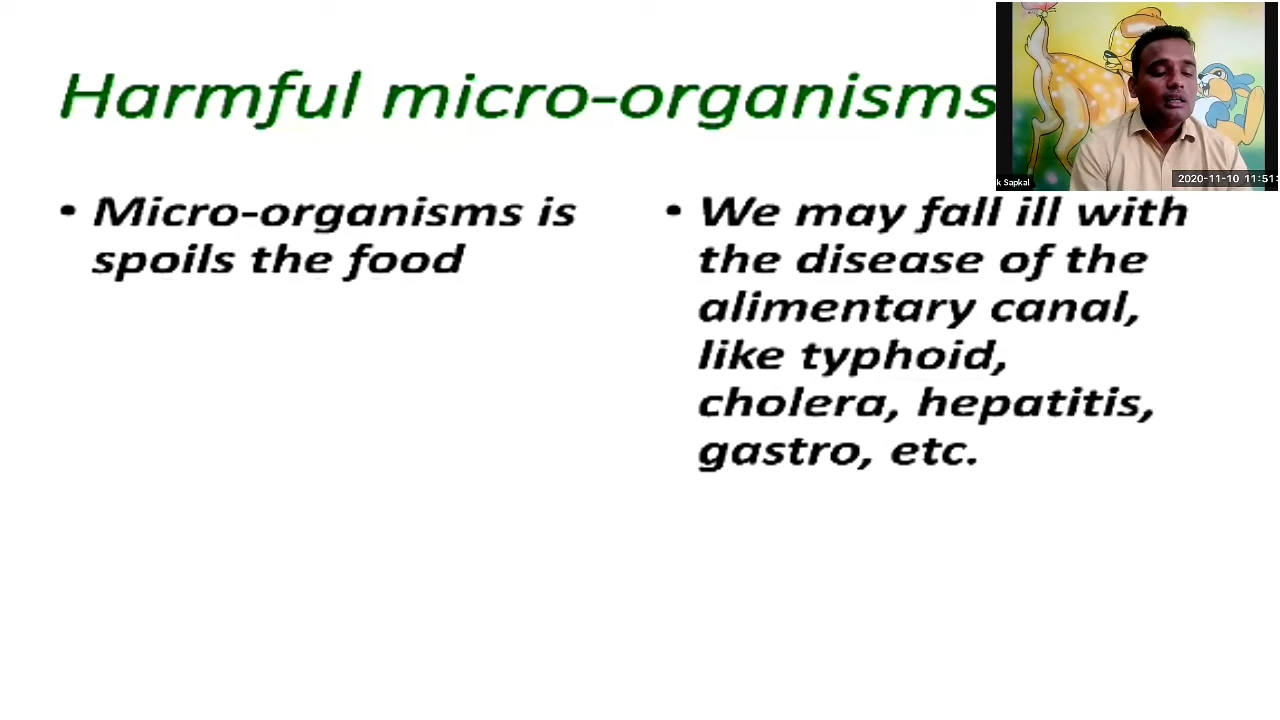 Harmful micro-organisms
• Micro-organisms is
spoils the food
• We may fall ill with
the disease of the
alimentary canal,
like typhoid,
cholera, hepatitis,
gastro, etc.
k Sapkal
2020-11-10 11:51: